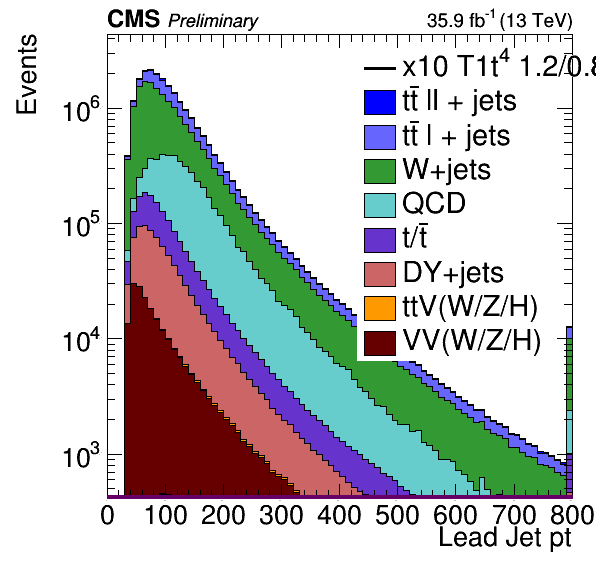 CMS Preliminary 35.9 fb⁻¹ (13 TeV)
Events
x10 T1t⁴ 1.2/0.8
tt̄ ll + jets
tt̄ l + jets
W+jets
QCD
t/t̄
DY+jets
ttV(W/Z/H)
VV(W/Z/H)
10⁶
10⁵
10⁴
10³
0 100 200 300 400 500 600 700 800
Lead Jet pt